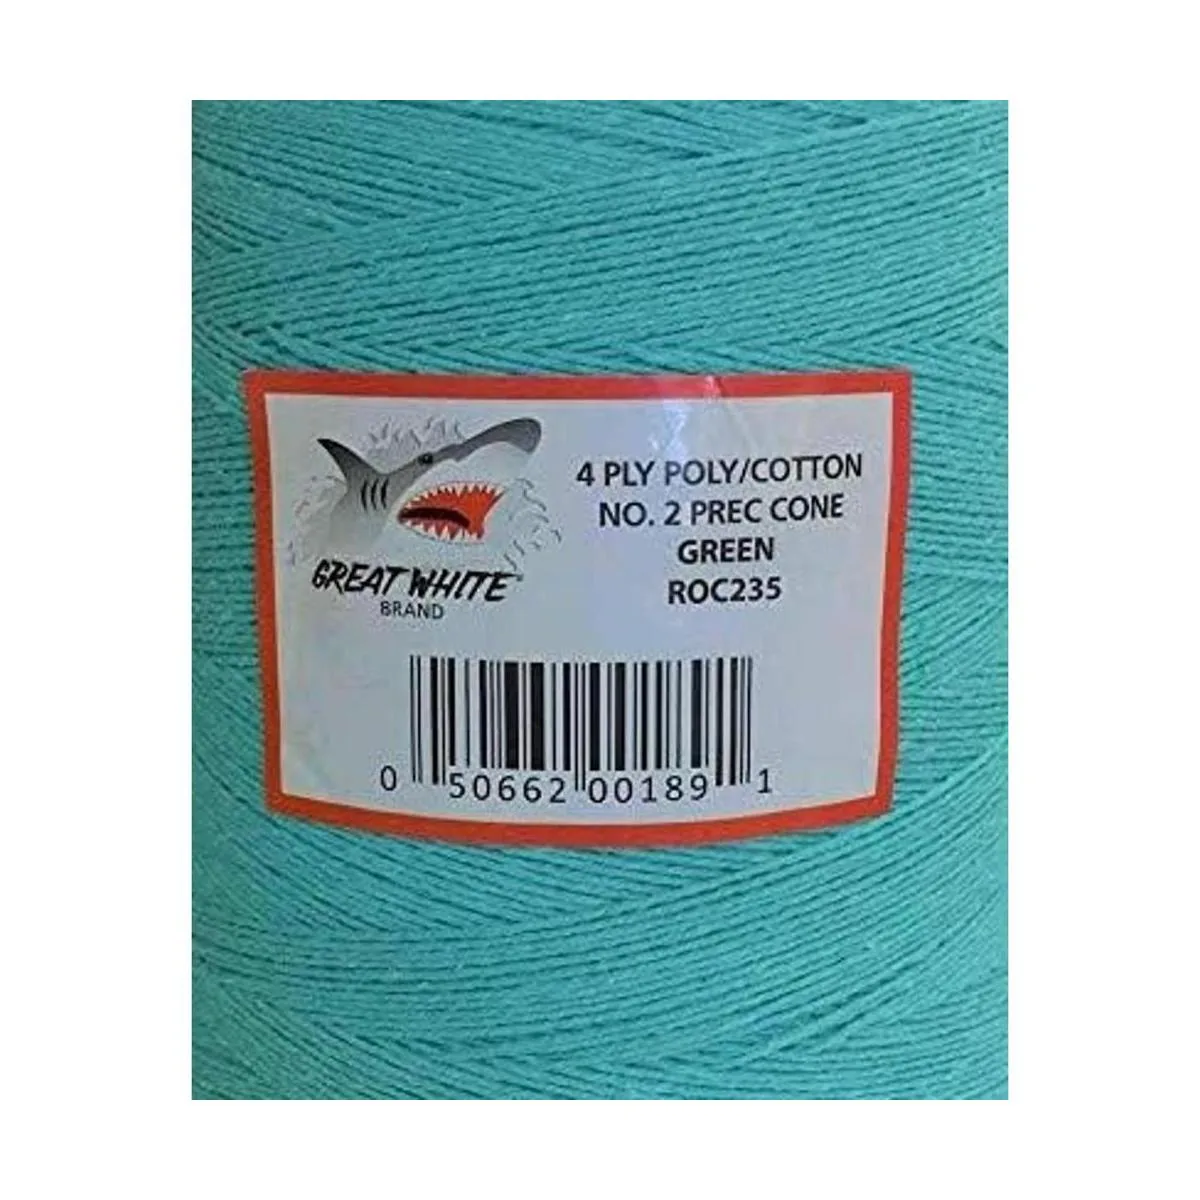 4 PLY POLY/COTTON
NO. 2 PREC CONE
GREEN
ROC235
GREAT WHITE®
BRAND
0 50662 00189 1